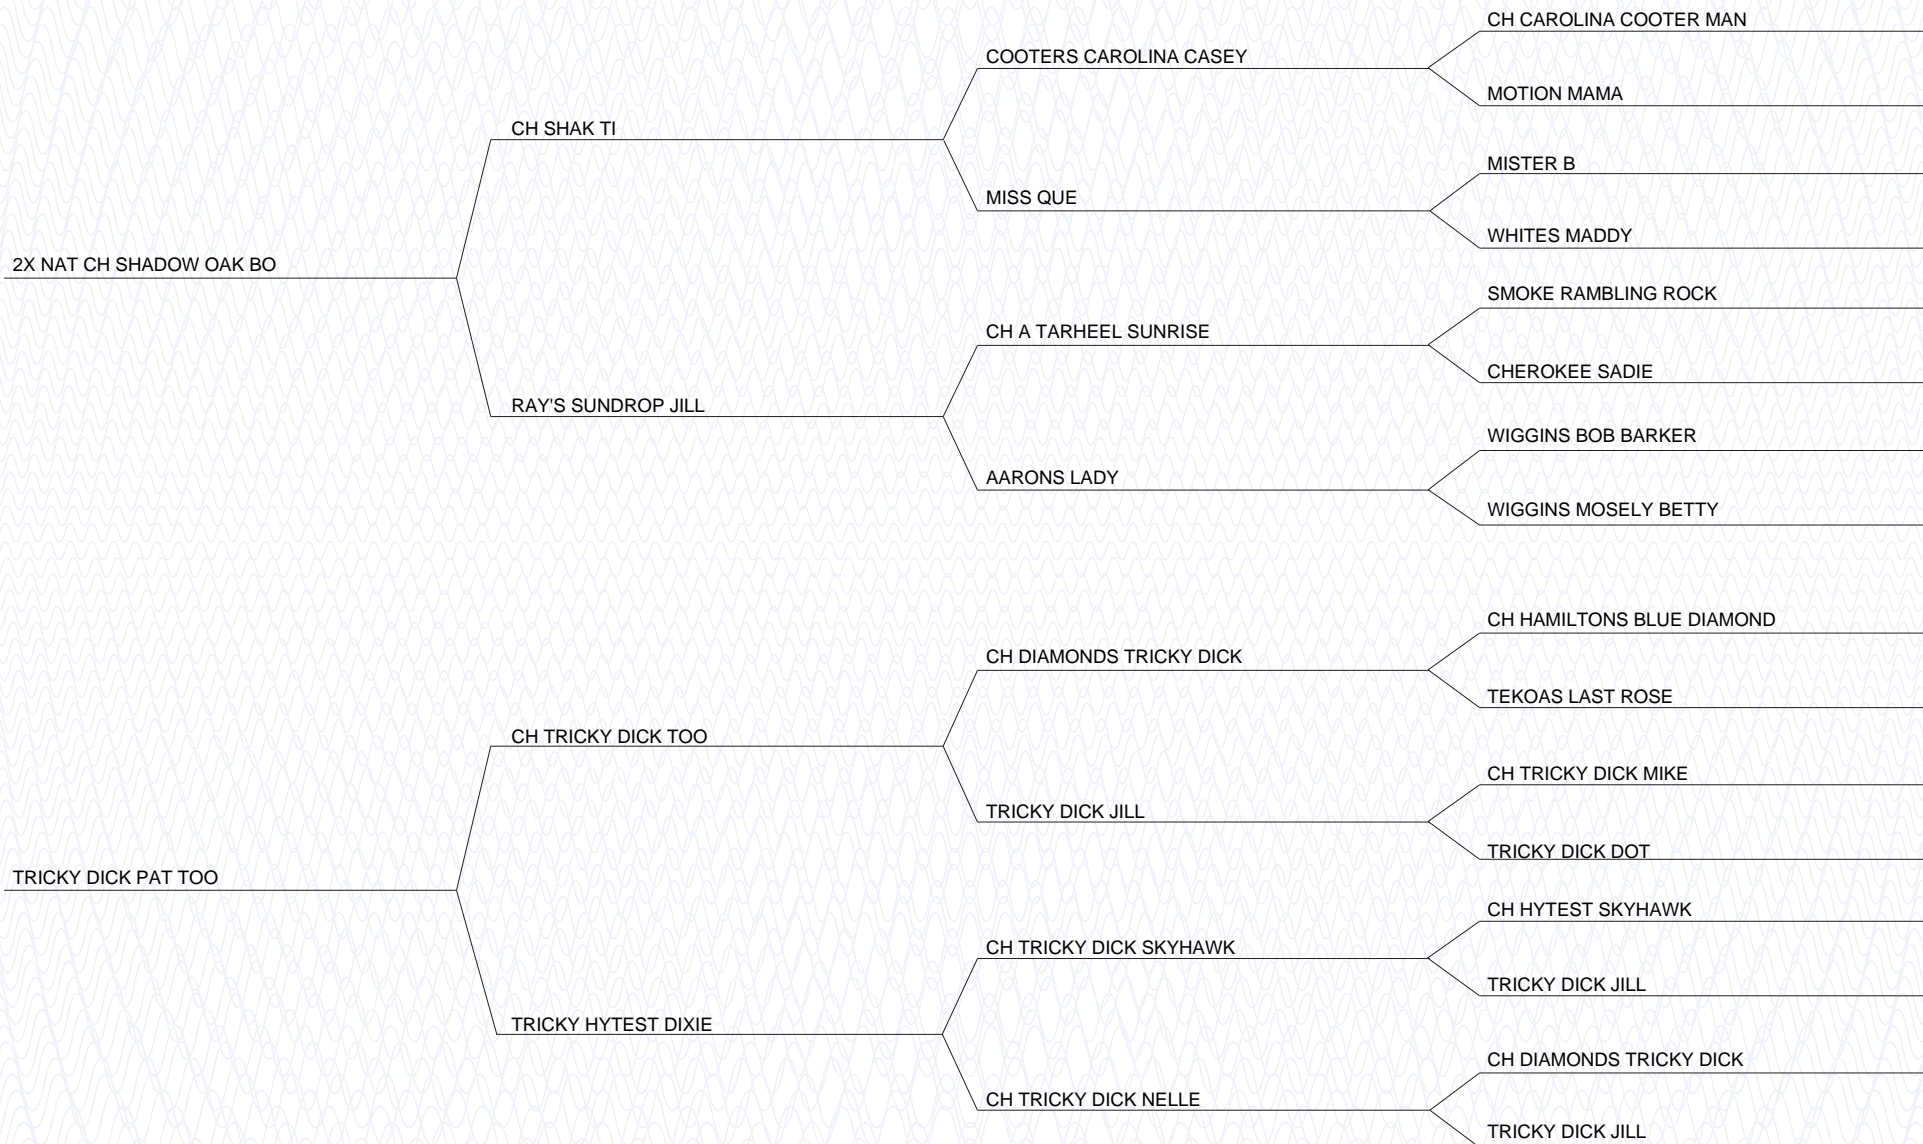 CH CAROLINA COOTER MAN
COOTERS CAROLINA CASEY
MOTION MAMA
CH SHAK TI
MISTER B
MISS QUE
WHITES MADDY
2X NAT CH SHADOW OAK BO
SMOKE RAMBLING ROCK
CH A TARHEEL SUNRISE
CHEROKEE SADIE
RAY'S SUNDROP JILL
WIGGINS BOB BARKER
AARONS LADY
WIGGINS MOSELY BETTY
CH HAMILTONS BLUE DIAMOND
CH DIAMONDS TRICKY DICK
TEKOAS LAST ROSE
CH TRICKY DICK TOO
CH TRICKY DICK MIKE
TRICKY DICK JILL
TRICKY DICK DOT
TRICKY DICK PAT TOO
CH HYTEST SKYHAWK
CH TRICKY DICK SKYHAWK
TRICKY DICK JILL
TRICKY HYTEST DIXIE
CH DIAMONDS TRICKY DICK
CH TRICKY DICK NELLE
TRICKY DICK JILL